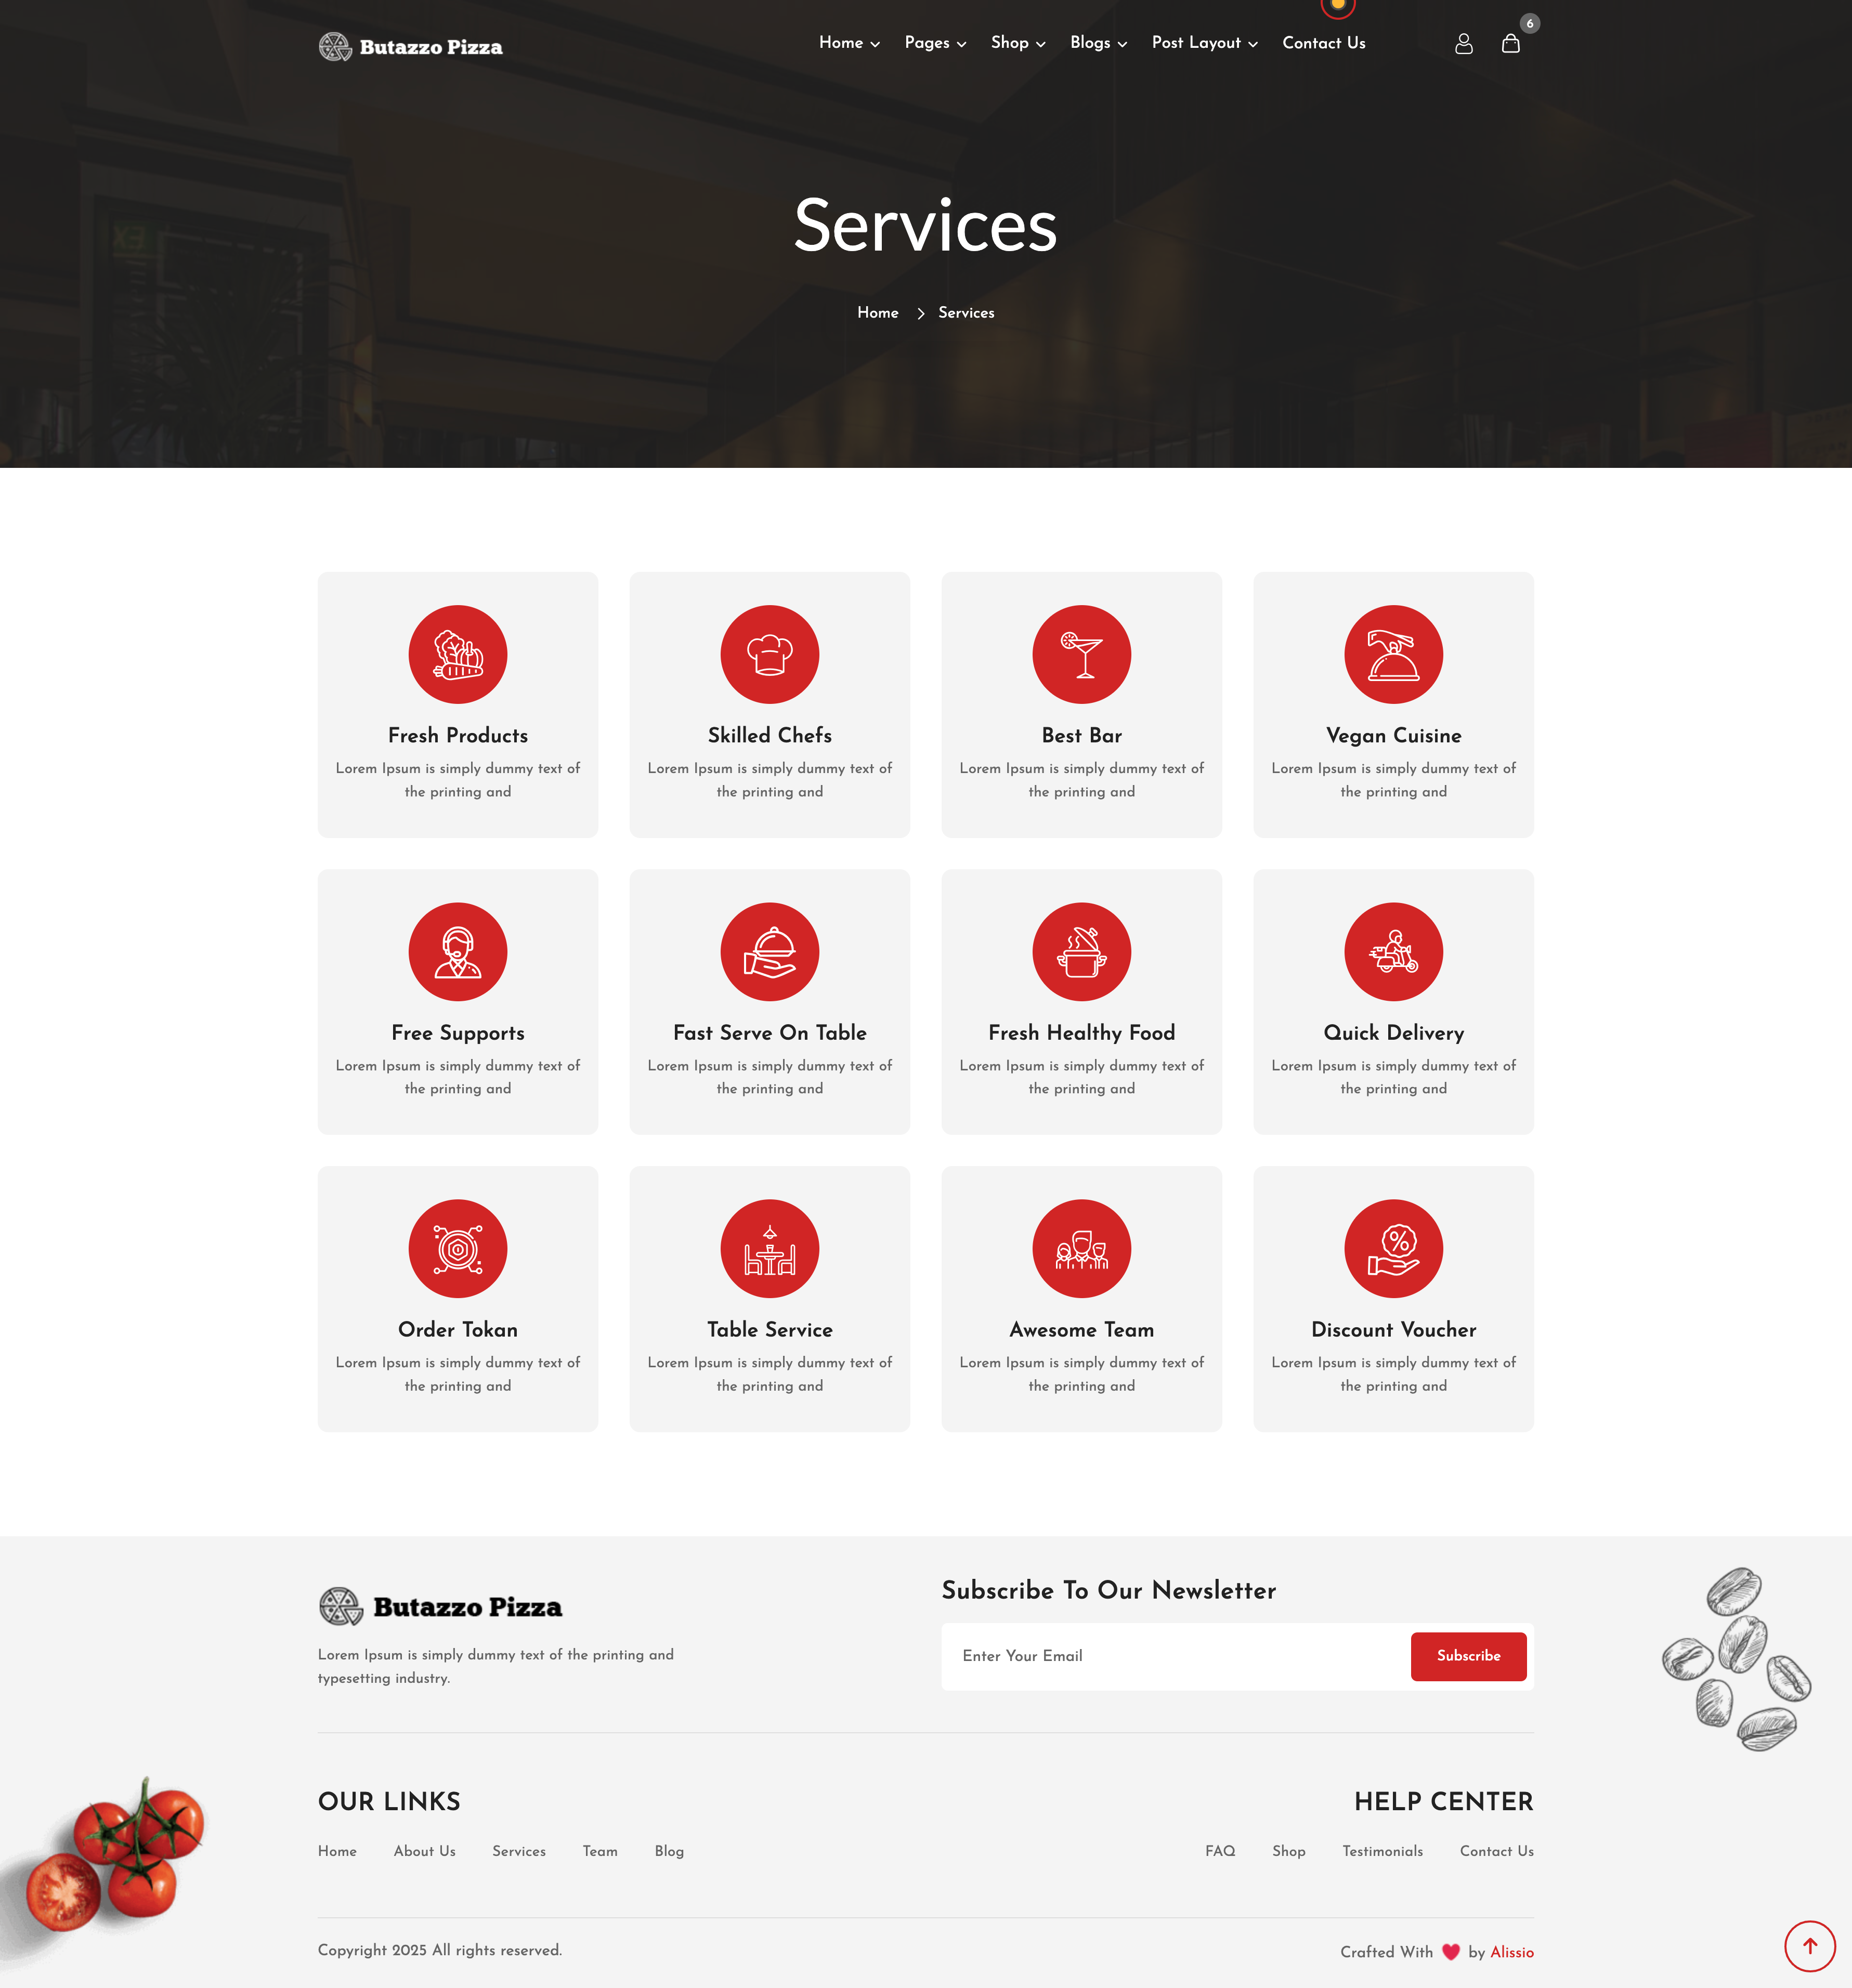 Butazzo Pizza
Home Pages Shop Blogs Post Layout Contact Us
6
Services
Home Services
Fresh Products
Lorem Ipsum is simply dummy text of
the printing and
Skilled Chefs
Lorem Ipsum is simply dummy text of
the printing and
Best Bar
Lorem Ipsum is simply dummy text of
the printing and
Vegan Cuisine
Lorem Ipsum is simply dummy text of
the printing and
Free Supports
Lorem Ipsum is simply dummy text of
the printing and
Fast Serve On Table
Lorem Ipsum is simply dummy text of
the printing and
Fresh Healthy Food
Lorem Ipsum is simply dummy text of
the printing and
Quick Delivery
Lorem Ipsum is simply dummy text of
the printing and
Order Tokan
Lorem Ipsum is simply dummy text of
the printing and
Table Service
Lorem Ipsum is simply dummy text of
the printing and
Awesome Team
Lorem Ipsum is simply dummy text of
the printing and
Discount Voucher
Lorem Ipsum is simply dummy text of
the printing and
Butazzo Pizza
Lorem Ipsum is simply dummy text of the printing and
typesetting industry.
Subscribe To Our Newsletter
Enter Your Email
Subscribe
OUR LINKS
Home About Us Services Team Blog
HELP CENTER
FAQ Shop Testimonials Contact Us
Copyright 2025 All rights reserved.
Crafted With ❤️ by Alissio